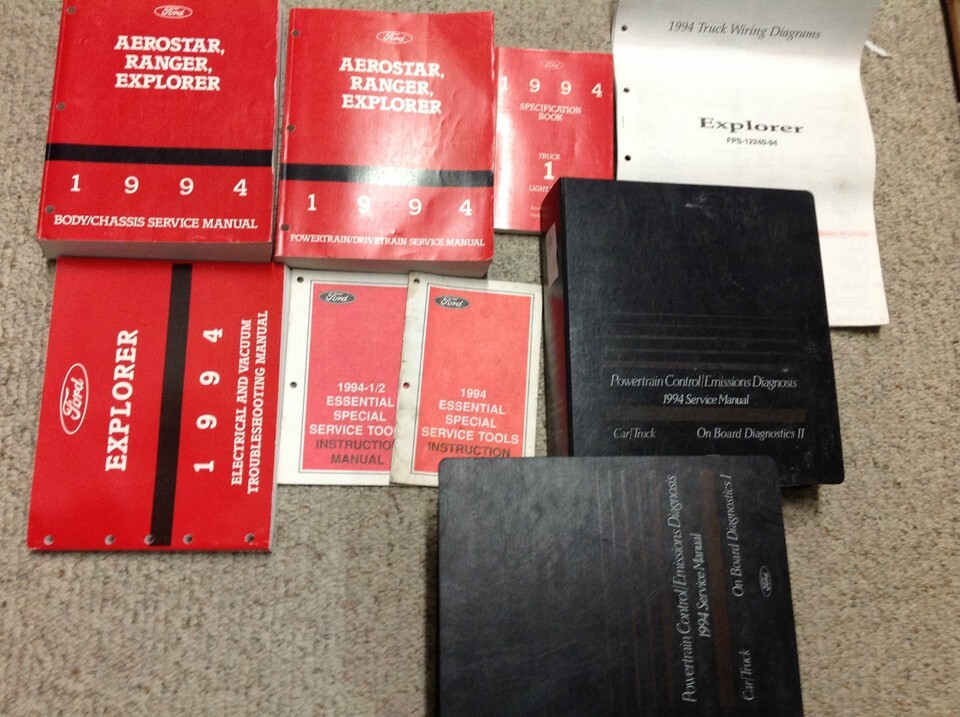 Ford
AEROSTAR,
RANGER,
EXPLORER
1 9 9 4
BODY/CHASSIS SERVICE MANUAL
Ford
AEROSTAR,
RANGER,
EXPLORER
1 9 9 4
POWERTRAIN/DRIVETRAIN SERVICE MANUAL
Ford
1 9 9 4
SPECIFICATION
BOOK
TRUCK
1
LIGHT
1994 Truck Wiring Diagrams
Explorer
FPS-12240-94
Ford
EXPLORER
1 9 9 4
ELECTRICAL AND VACUUM
TROUBLESHOOTING MANUAL
Ford
1994-1/2
ESSENTIAL
SPECIAL
SERVICE TOO
INSTRUCTIO
MANUAL
Ford
1994
ESSENTIAL
SPECIAL
SERVICE TOOLS
INSTRUCTION
Powertrain Control/Emissions Diagnosis
1994 Service Manual
Car/Truck On Board Diagnostics II
Powertrain Control/Emissions Diagnosis
1994 Service Manual
Car/Truck On Board Diagnostics I
Ford